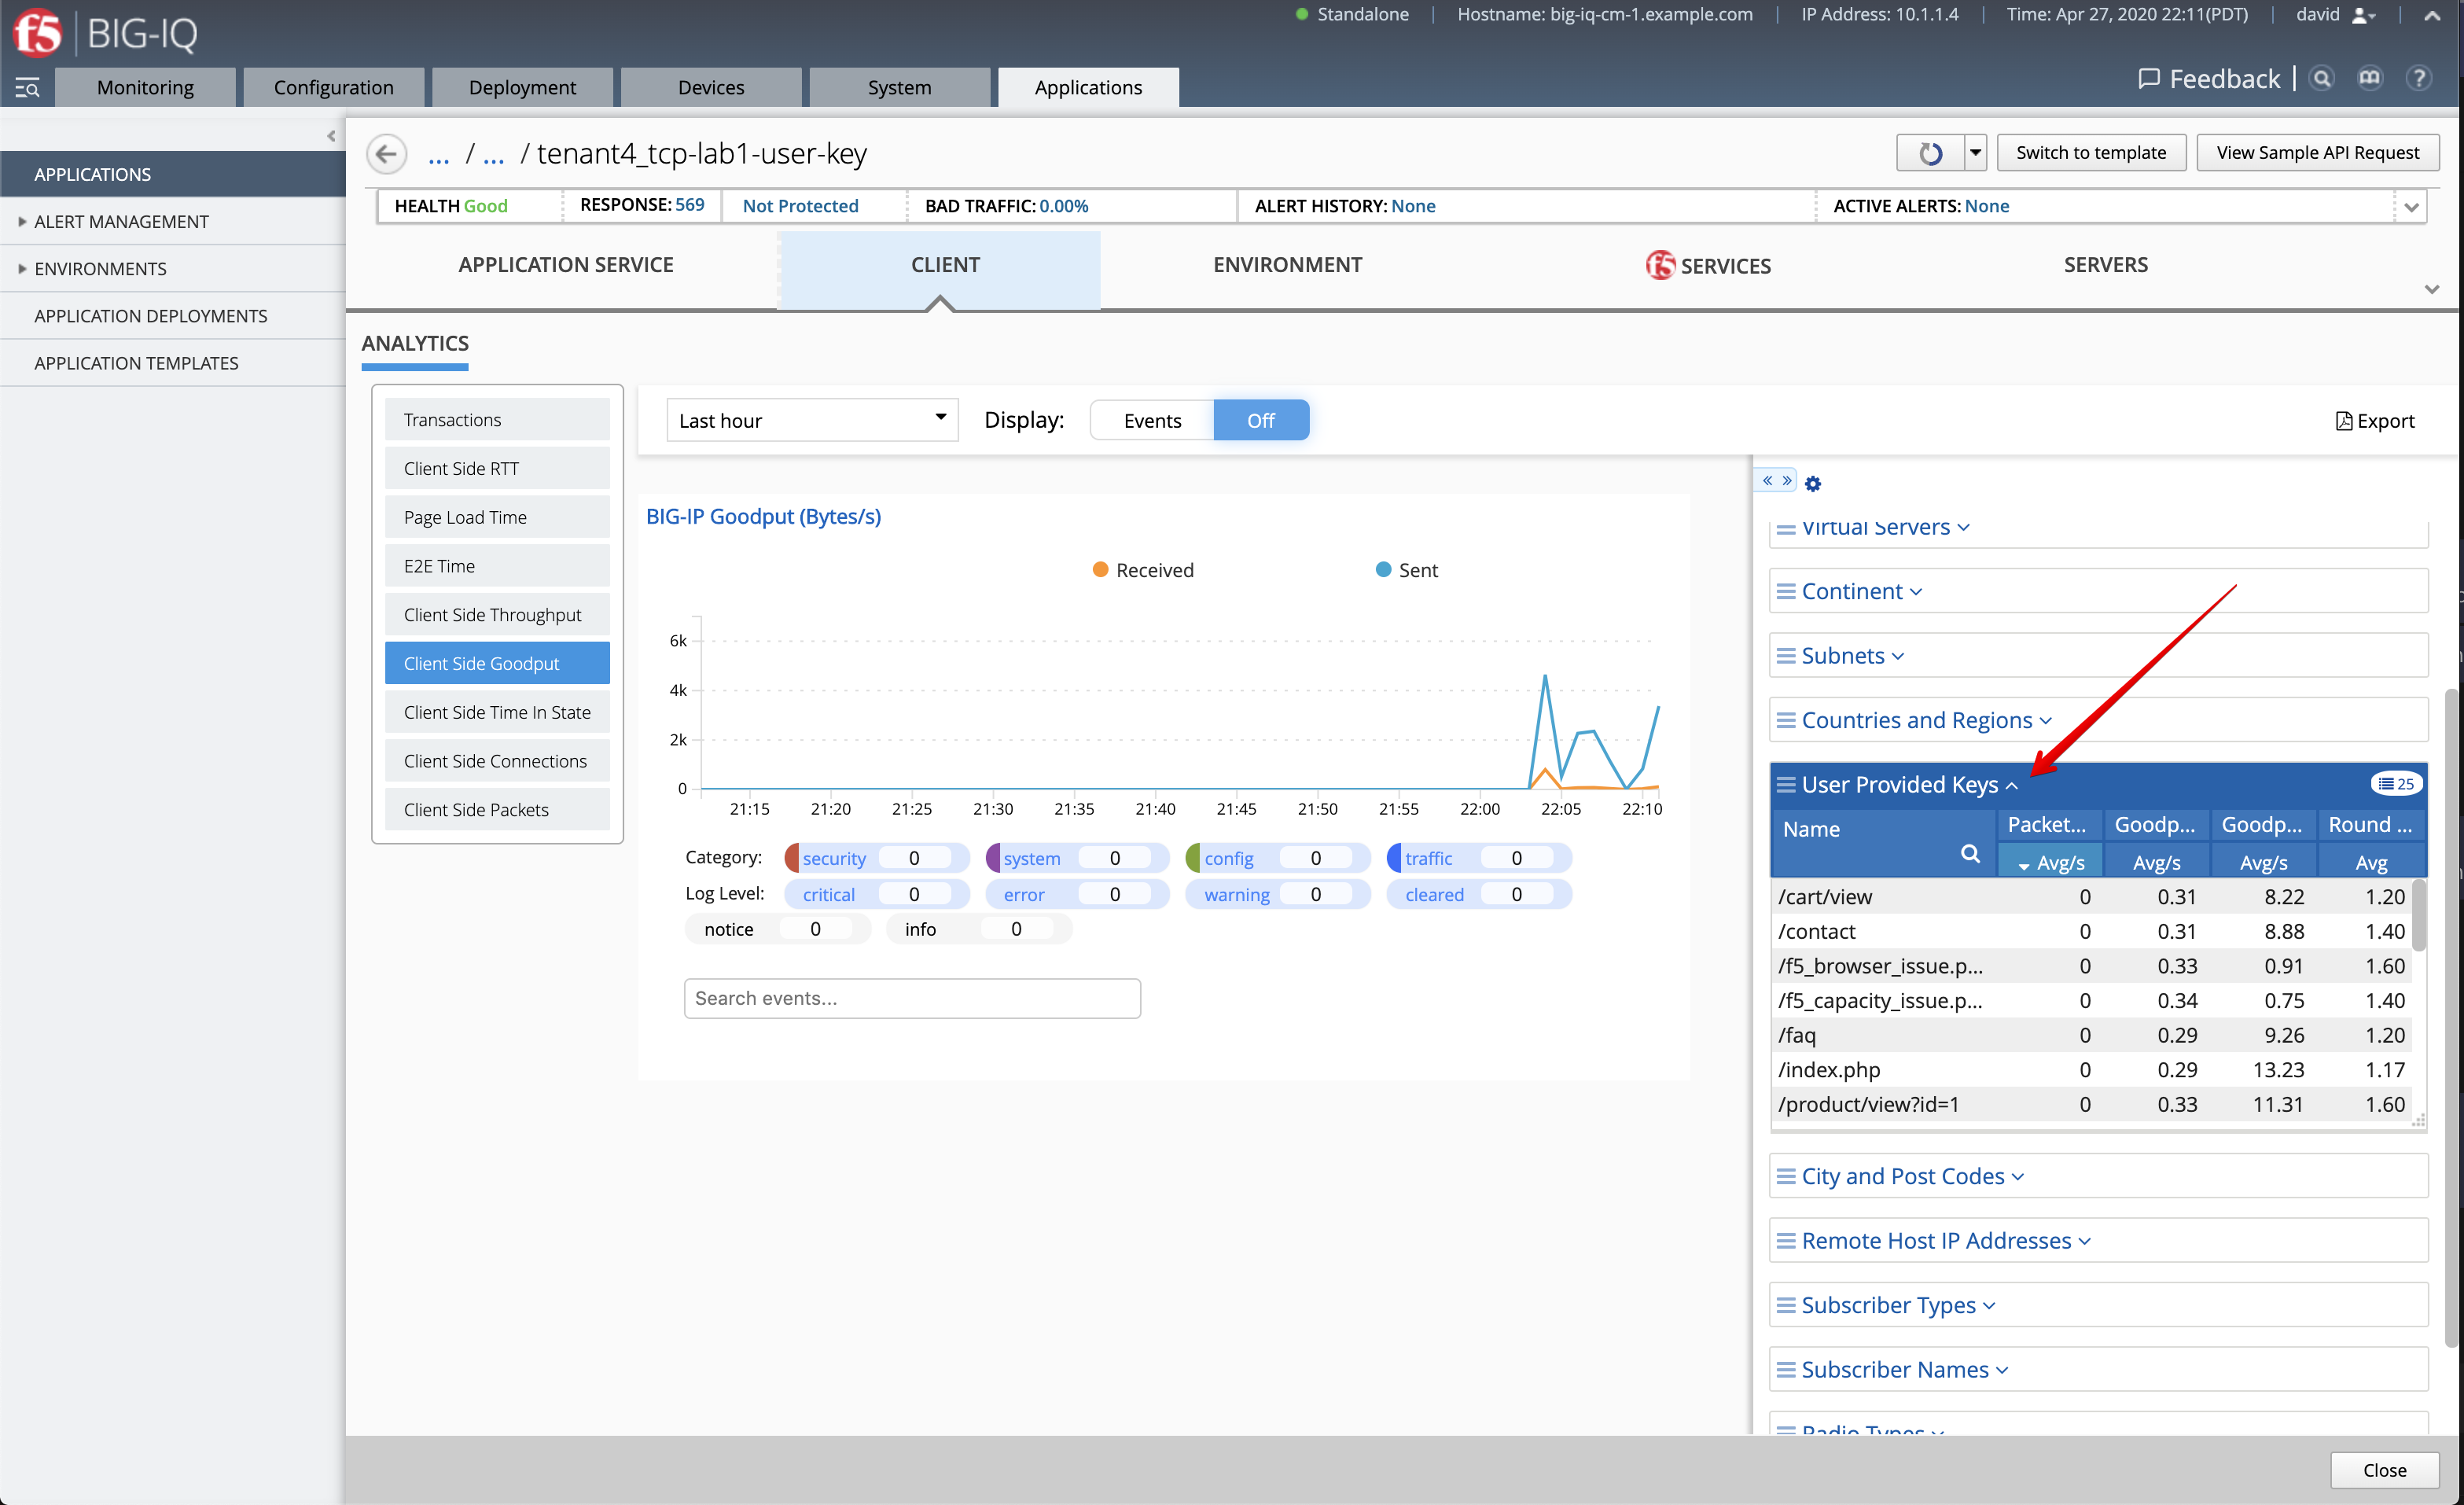 f5 BIG-IQ
Standalone | Hostname: big-iq-cm-1.example.com | IP Address: 10.1.1.4 | Time: Apr 27, 2020 22:11(PDT) | david
Monitoring Configuration Deployment Devices System Applications
Feedback
APPLICATIONS
ALERT MANAGEMENT
ENVIRONMENTS
APPLICATION DEPLOYMENTS
APPLICATION TEMPLATES
... / ... / tenant4_tcp-lab1-user-key
Switch to template View Sample API Request
HEALTH Good RESPONSE: 569 Not Protected BAD TRAFFIC: 0.00% ALERT HISTORY: None ACTIVE ALERTS: None
APPLICATION SERVICE CLIENT ENVIRONMENT f5 SERVICES SERVERS
ANALYTICS
Transactions
Client Side RTT
Page Load Time
E2E Time
Client Side Throughput
Client Side Goodput
Client Side Time In State
Client Side Connections
Client Side Packets
Last hour Display: Events Off Export
BIG-IP Goodput (Bytes/s)
Received Sent
6k
4k
2k
0
21:15 21:20 21:25 21:30 21:35 21:40 21:45 21:50 21:55 22:00 22:05 22:10
Category: security 0 system 0 config 0 traffic 0
Log Level: critical 0 error 0 warning 0 cleared 0
notice 0 info 0
Search events...
Virtual Servers
Continent
Subnets
Countries and Regions
User Provided Keys 25
Name Packet... Goodp... Goodp... Round ...
Avg/s Avg/s Avg/s Avg
/cart/view 0 0.31 8.22 1.20
/contact 0 0.31 8.88 1.40
/f5_browser_issue.p... 0 0.33 0.91 1.60
/f5_capacity_issue.p... 0 0.34 0.75 1.40
/faq 0 0.29 9.26 1.20
/index.php 0 0.29 13.23 1.17
/product/view?id=1 0 0.33 11.31 1.60
City and Post Codes
Remote Host IP Addresses
Subscriber Types
Subscriber Names
Radio Types
Close